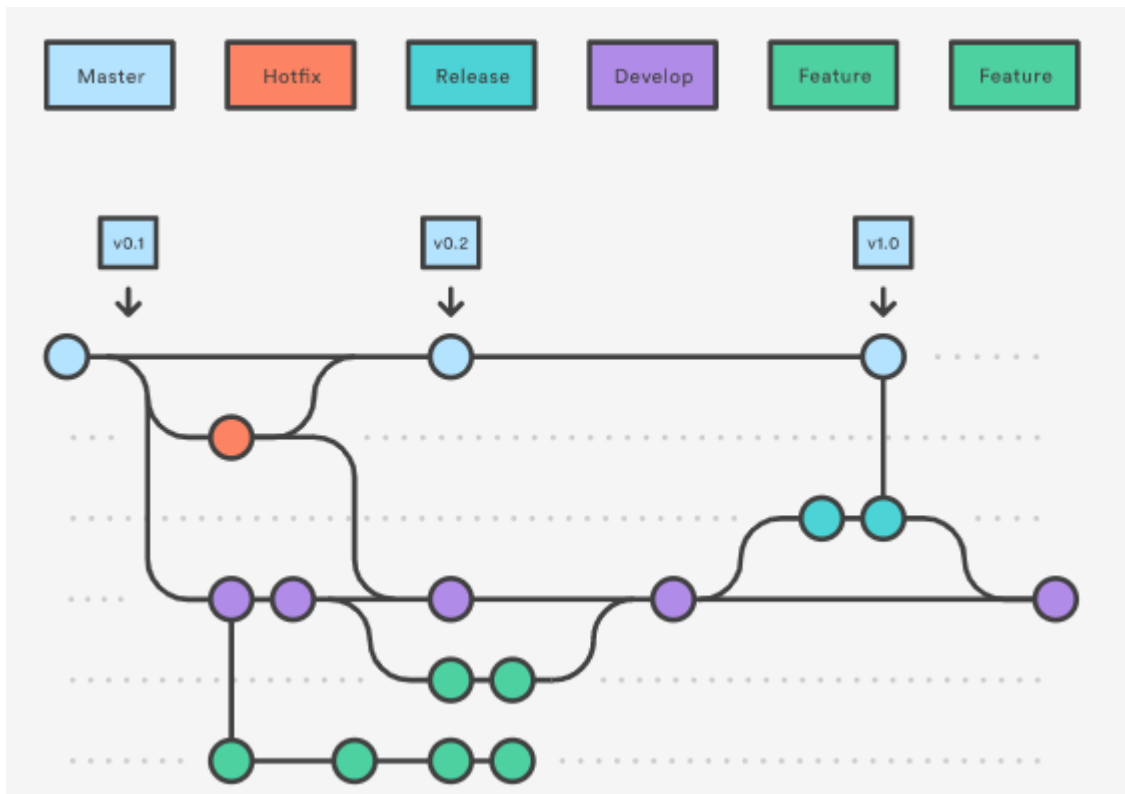 Master
Hotfix
Release
Develop
Feature
Feature
v0.1
v0.2
v1.0